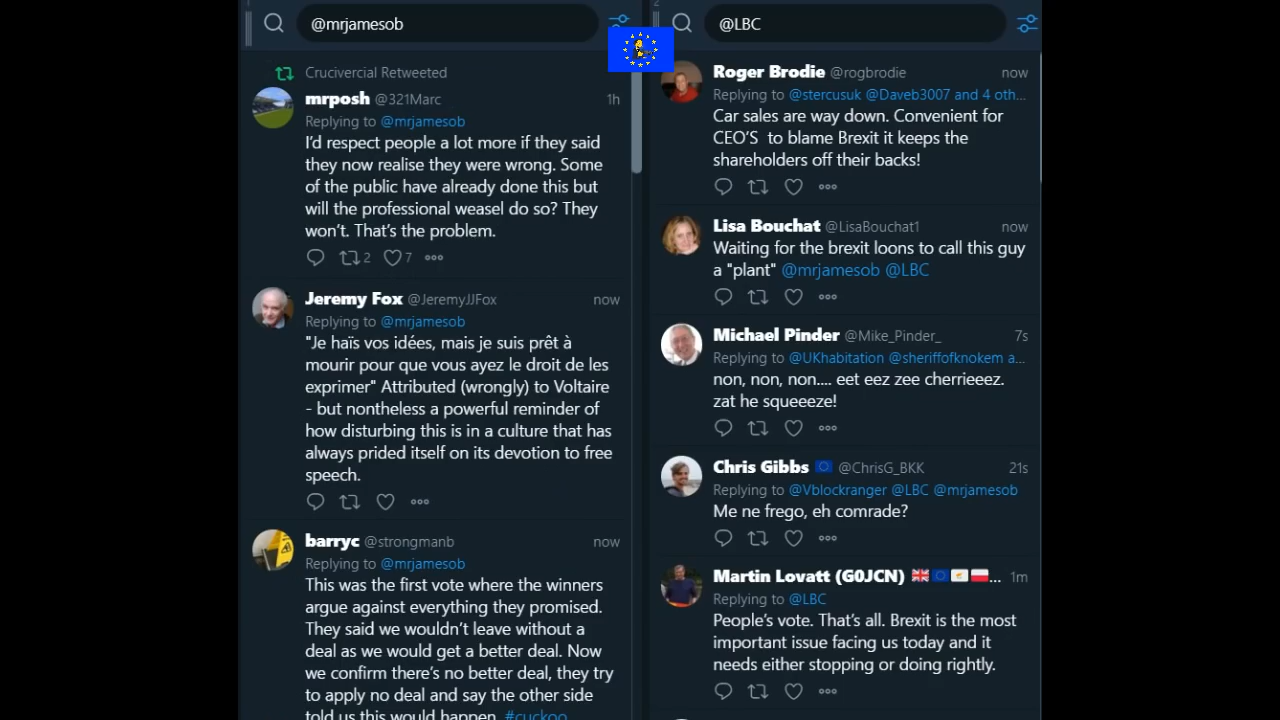 @mrjamesob
Crucivercial Retweeted
mrposh @321Marc 1h
Replying to @mrjamesob
I'd respect people a lot more if they said
they now realise they were wrong. Some
of the public have already done this but
will the professional weasel do so? They
won't. That's the problem.
2 7
Jeremy Fox @JeremyJJFox now
Replying to @mrjamesob
"Je haïs vos idées, mais je suis prêt à
mourir pour que vous ayez le droit de les
exprimer" Attributed (wrongly) to Voltaire
- but nontheless a powerful reminder of
how disturbing this is in a culture that has
always prided itself on its devotion to free
speech.
barryc @strongmanb now
Replying to @mrjamesob
This was the first vote where the winners
argue against everything they promised.
They said we wouldn't leave without a
deal as we would get a better deal. Now
we confirm there's no better deal, they try
to apply no deal and say the other side
told us this would happen. #cuckoo
@LBC
Roger Brodie @rogbrodie now
Replying to @stercusuk @Daveb3007 and 4 oth...
Car sales are way down. Convenient for
CEO'S to blame Brexit it keeps the
shareholders off their backs!
Lisa Bouchat @LisaBouchat1 now
Waiting for the brexit loons to call this guy
a "plant" @mrjamesob @LBC
Michael Pinder @Mike_Pinder_ 7s
Replying to @UKhabitation @sheriffofknokem a...
non, non, non.... eet eez zee cherrieeez.
zat he squeeeze!
Chris Gibbs @ChrisG_BKK 21s
Replying to @Vblockranger @LBC @mrjamesob
Me ne frego, eh comrade?
Martin Lovatt (G0JCN) ... 1m
Replying to @LBC
People's vote. That's all. Brexit is the most
important issue facing us today and it
needs either stopping or doing rightly.